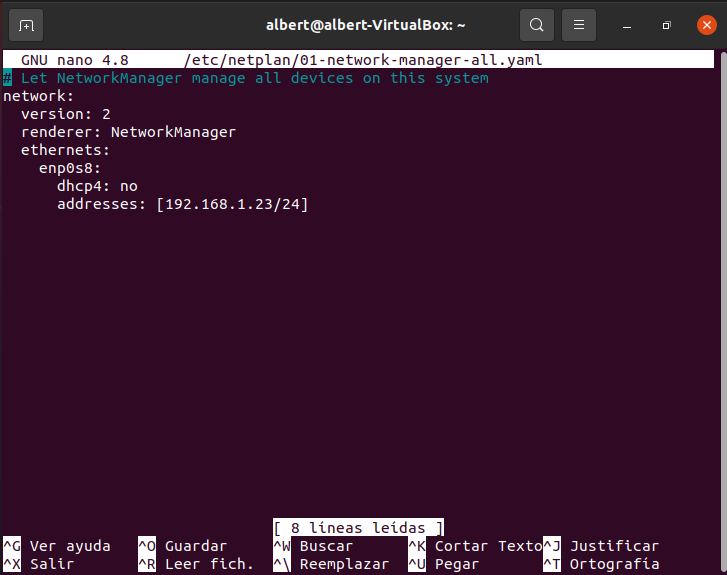 albert@albert-VirtualBox: ~
GNU nano 4.8 /etc/netplan/01-network-manager-all.yaml
# Let NetworkManager manage all devices on this system
network:
  version: 2
  renderer: NetworkManager
  ethernets:
    enp0s8:
      dhcp4: no
      addresses: [192.168.1.23/24]
[ 8 líneas leídas ]
^G Ver ayuda ^O Guardar ^W Buscar ^K Cortar Texto ^J Justificar
^X Salir ^R Leer fich. ^\ Reemplazar ^U Pegar ^T Ortografía